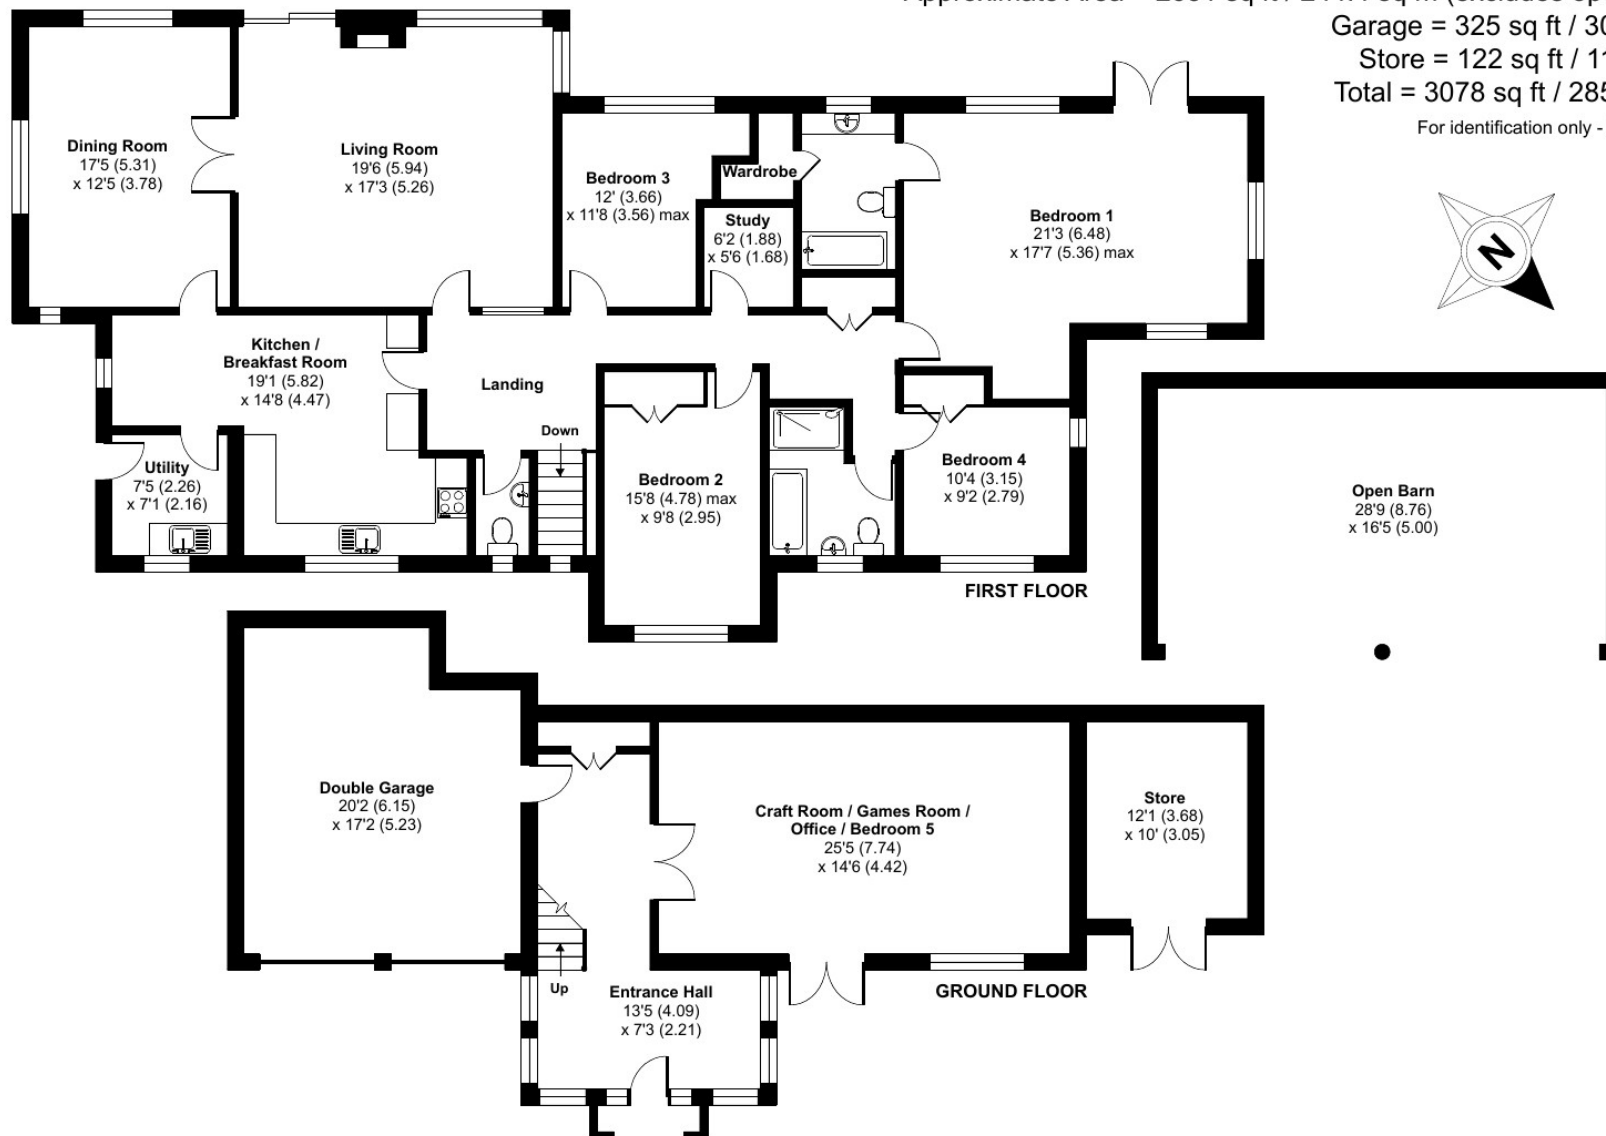 Garage = 325 sq ft / 30
Store = 122 sq ft / 11
Total = 3078 sq ft / 285
For identification only -
Dining Room
17'5 (5.31)
x 12'5 (3.78)
Living Room
19'6 (5.94)
x 17'3 (5.26)
Bedroom 3
12' (3.66)
x 11'8 (3.56) max
Wardrobe
Study
6'2 (1.88)
x 5'6 (1.68)
Bedroom 1
21'3 (6.48)
x 17'7 (5.36) max
N
Kitchen /
Breakfast Room
19'1 (5.82)
x 14'8 (4.47)
Landing
Down
Utility
7'5 (2.26)
x 7'1 (2.16)
Bedroom 2
15'8 (4.78) max
x 9'8 (2.95)
Bedroom 4
10'4 (3.15)
x 9'2 (2.79)
Open Barn
28'9 (8.76)
x 16'5 (5.00)
FIRST FLOOR
Double Garage
20'2 (6.15)
x 17'2 (5.23)
Craft Room / Games Room /
Office / Bedroom 5
25'5 (7.74)
x 14'6 (4.42)
Store
12'1 (3.68)
x 10' (3.05)
Up
Entrance Hall
13'5 (4.09)
x 7'3 (2.21)
GROUND FLOOR